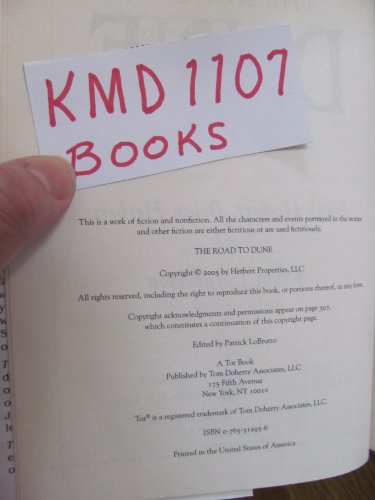 KMD 1107
BOOKS
This is a work of fiction and nonfiction. All the characters and events portrayed in the stories
and other fiction are either fictitious or are used fictitiously.
THE ROAD TO DUNE
Copyright © 2005 by Herbert Properties, LLC
All rights reserved, including the right to reproduce this book, or portions thereof, in any form.
Copyright acknowledgments and permissions appear on page 397,
which constitutes a continuation of this copyright page.
Edited by Patrick LoBrutto
A Tor Book
Published by Tom Doherty Associates, LLC
175 Fifth Avenue
New York, NY 10010
Tor® is a registered trademark of Tom Doherty Associates, LLC.
ISBN 0-765-31295-6
Printed in the United States of America